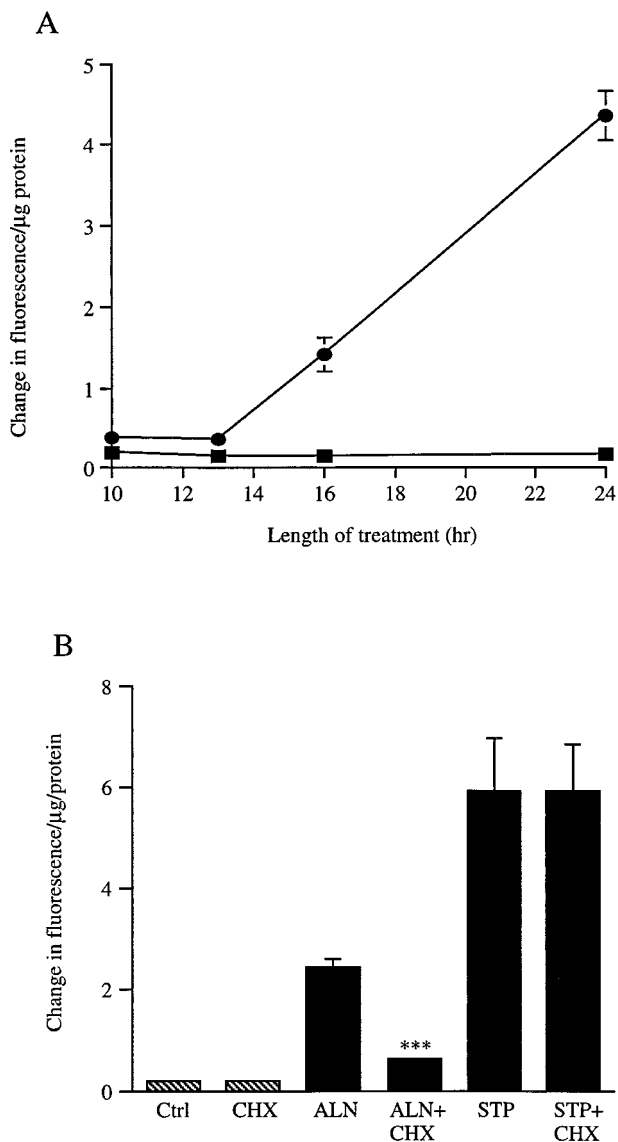 A
Change in fluorescence/µg protein
5
4
3
2
1
0
10 12 14 16 18 20 22 24
Length of treatment (hr)
B
Change in fluorescence/µg/protein
8
6
4
2
0
***
Ctrl CHX ALN ALN+ STP STP+
CHX CHX